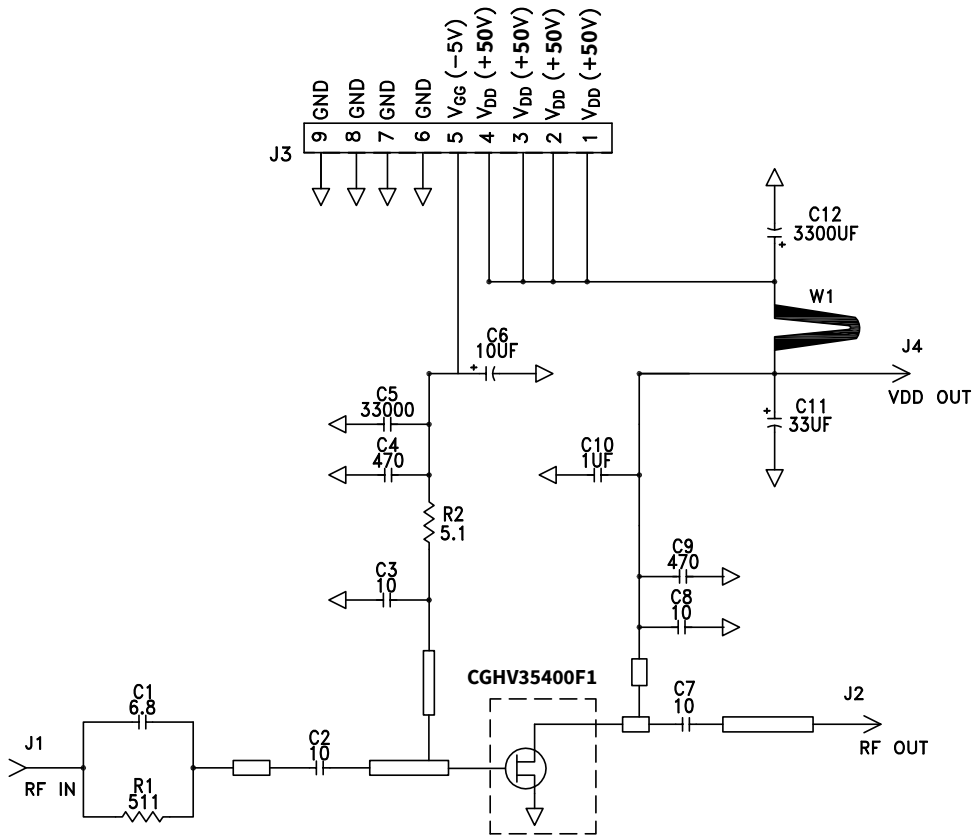 GND
GND
GND
GND
VGG (-5V)
VDD (+50V)
VDD (+50V)
VDD (+50V)
VDD (+50V)
9
8
7
6
5
4
3
2
1
J3
C12
3300UF
+
W1
J4
VDD OUT
C6
10UF
+
C11
33UF
+
C5
33000
C4
470
C10
1UF
R2
5.1
C9
470
C3
10
C8
10
CGHV35400F1
C7
10
J2
RF OUT
C1
6.8
J1
RF IN
C2
10
R1
511